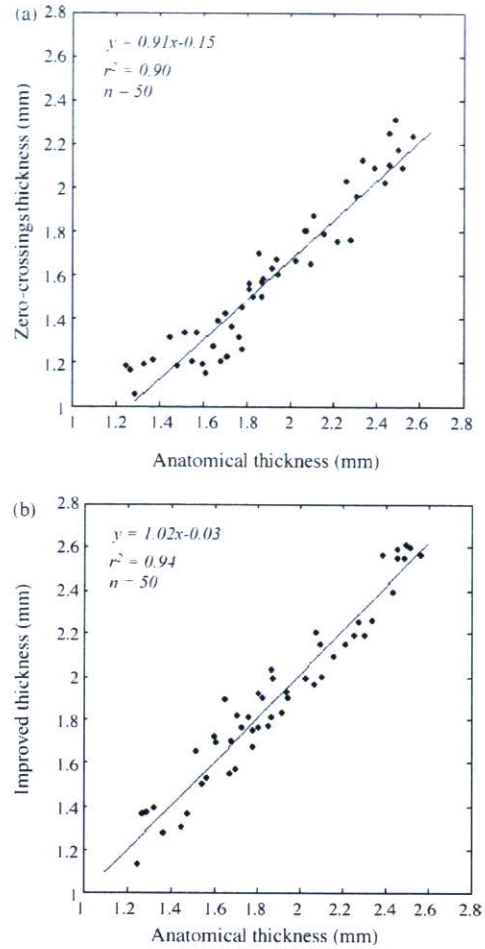 (a)
2.8
y = 0.91x-0.15
r² = 0.90
n = 50
2.6
2.4
2.2
2
1.8
1.6
1.4
1.2
1
Zero-crossings thickness (mm)
1 1.2 1.4 1.6 1.8 2 2.2 2.4 2.6 2.8
Anatomical thickness (mm)
(b)
2.8
y = 1.02x-0.03
r² = 0.94
n = 50
2.6
2.4
2.2
2
1.8
1.6
1.4
1.2
1
Improved thickness (mm)
1 1.2 1.4 1.6 1.8 2 2.2 2.4 2.6 2.8
Anatomical thickness (mm)